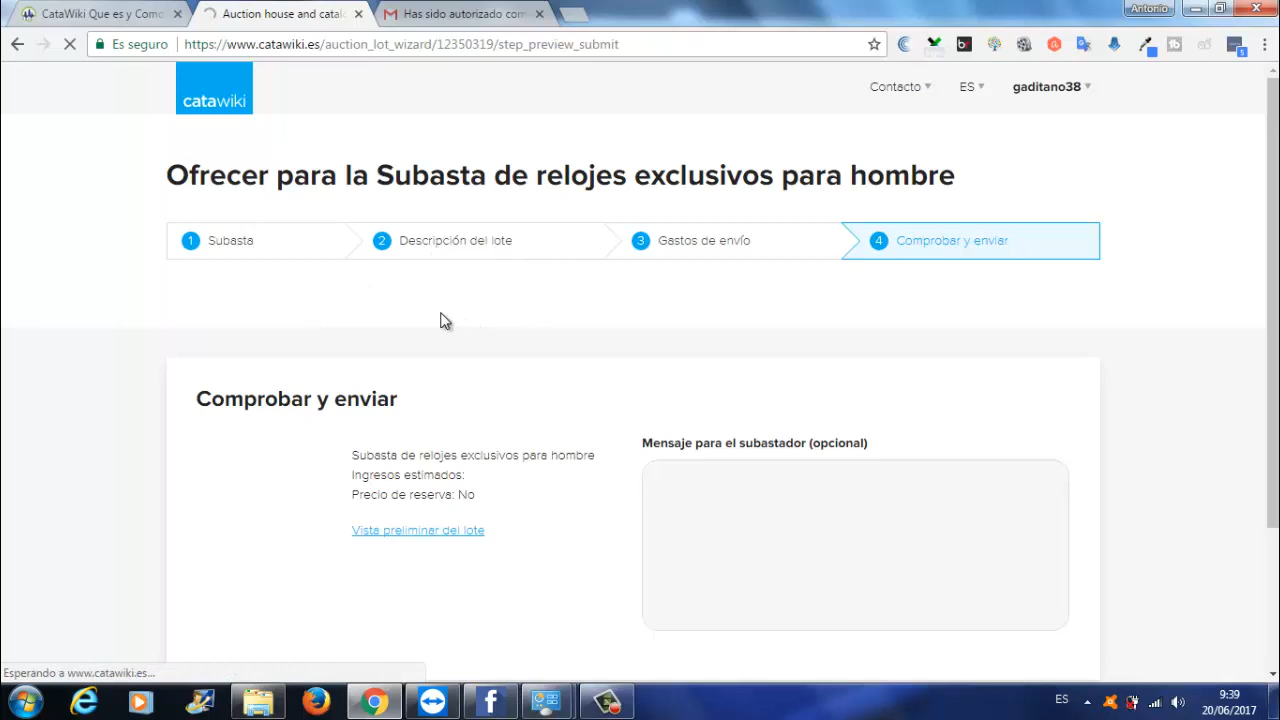 CataWiki Que es y Como
Auction house and catal
Has sido autorizado com
Antonio
Es seguro
https://www.catawiki.es/auction_lot_wizard/12350319/step_preview_submit
catawiki
Contacto
ES
gaditano38
Ofrecer para la Subasta de relojes exclusivos para hombre
1 Subasta
2 Descripción del lote
3 Gastos de envío
4 Comprobar y enviar
Comprobar y enviar
Subasta de relojes exclusivos para hombre
Ingresos estimados:
Precio de reserva: No
Vista preliminar del lote
Mensaje para el subastador (opcional)
Esperando a www.catawiki.es...
ES
9:39
20/06/2017